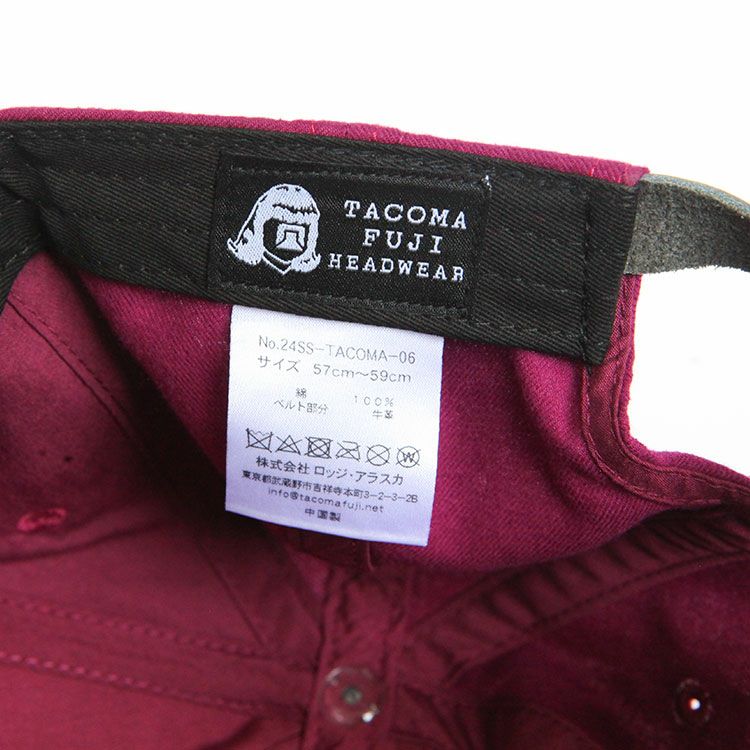 TACOMA
FUJI
HEADWEAR
No.24SS-TACOMA-06
サイズ 57cm～59cm
綿 100%
ベルト部分 牛革
株式会社 ロッジ・アラスカ
東京都武蔵野市吉祥寺本町3-2-3-2B
info@tacomafuji.net
中国製